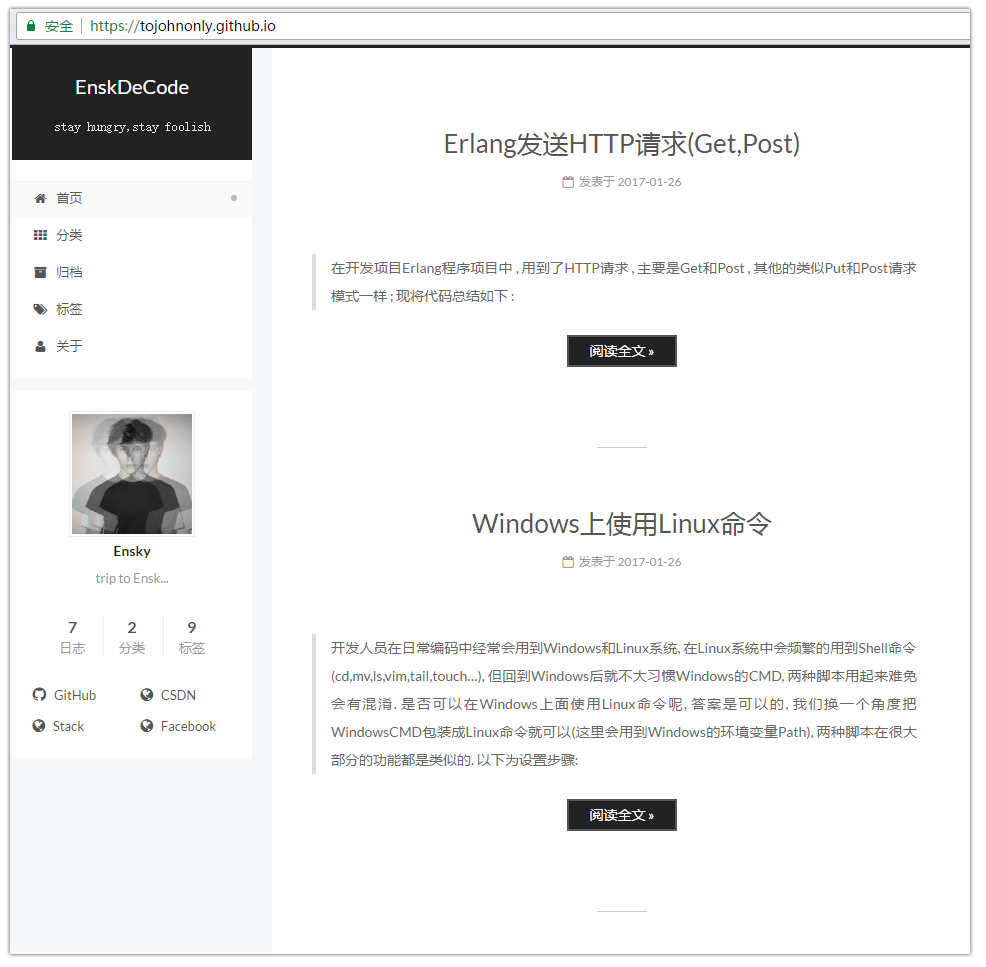 安全 | https://tojohnonly.github.io
EnskDeCode
stay hungry,stay foolish
首页
分类
归档
标签
关于
Ensky
trip to Ensk...
7 2 9
日志 分类 标签
GitHub CSDN
Stack Facebook
Erlang发送HTTP请求(Get,Post)
发表于 2017-01-26
在开发项目Erlang程序项目中 , 用到了HTTP请求 , 主要是Get和Post , 其他的类似Put和Post请求
模式一样 ; 现将代码总结如下 :
阅读全文 »
Windows上使用Linux命令
发表于 2017-01-26
开发人员在日常编码中经常会用到Windows和Linux系统, 在Linux系统中会频繁的用到Shell命令
(cd,mv,ls,vim,tail,touch…), 但回到Windows后就不大习惯Windows的CMD, 两种脚本用起来难免
会有混淆. 是否可以在Windows上面使用Linux命令呢, 答案是可以的, 我们换一个角度把
WindowsCMD包装成Linux命令就可以(这里会用到Windows的环境变量Path), 两种脚本在很大
部分的功能都是类似的. 以下为设置步骤:
阅读全文 »